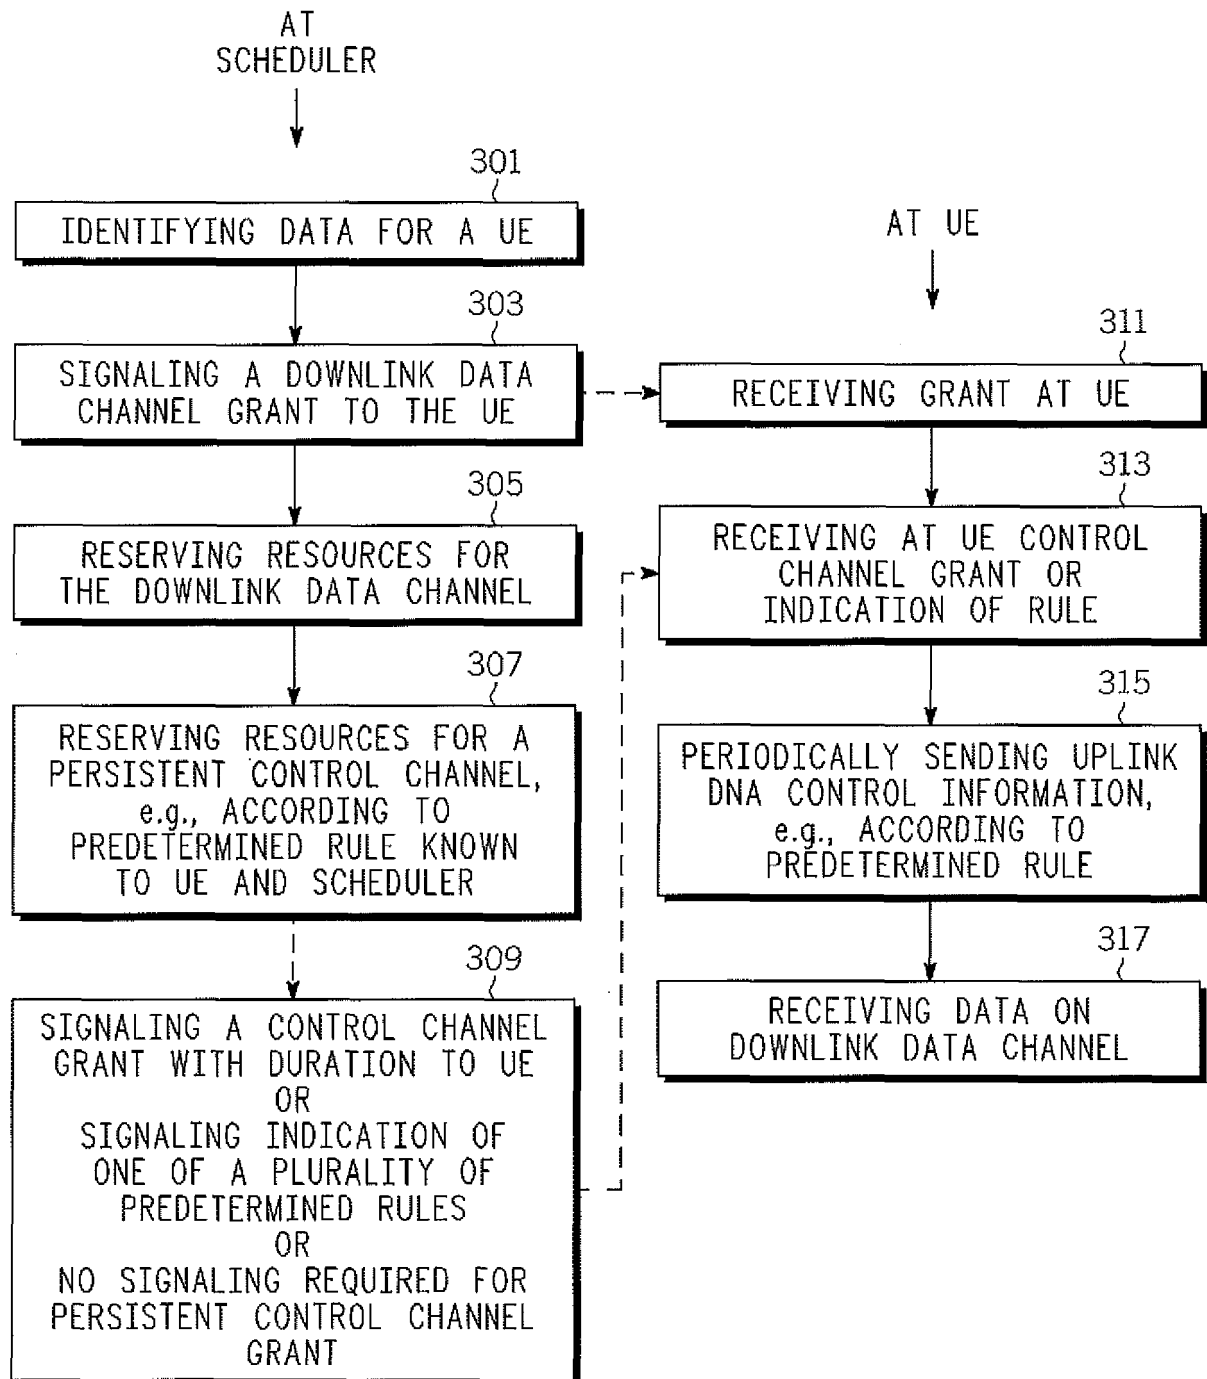 AT
SCHEDULER
301
IDENTIFYING DATA FOR A UE
303
SIGNALING A DOWNLINK DATA
CHANNEL GRANT TO THE UE
305
RESERVING RESOURCES FOR
THE DOWNLINK DATA CHANNEL
307
RESERVING RESOURCES FOR A
PERSISTENT CONTROL CHANNEL,
e.g., ACCORDING TO
PREDETERMINED RULE KNOWN
TO UE AND SCHEDULER
309
SIGNALING A CONTROL CHANNEL
GRANT WITH DURATION TO UE
OR
SIGNALING INDICATION OF
ONE OF A PLURALITY OF
PREDETERMINED RULES
OR
NO SIGNALING REQUIRED FOR
PERSISTENT CONTROL CHANNEL
GRANT
AT UE
311
RECEIVING GRANT AT UE
313
RECEIVING AT UE CONTROL
CHANNEL GRANT OR
INDICATION OF RULE
315
PERIODICALLY SENDING UPLINK
DNA CONTROL INFORMATION,
e.g., ACCORDING TO
PREDETERMINED RULE
317
RECEIVING DATA ON
DOWNLINK DATA CHANNEL